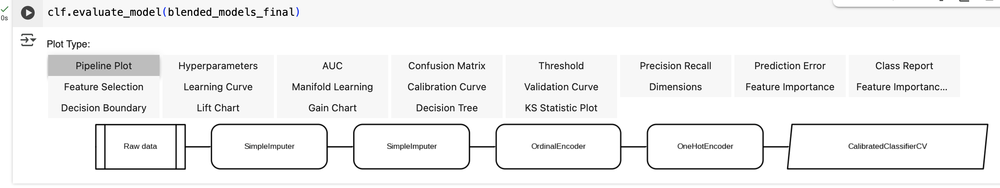 clf.evaluate_model(blended_models_final)
0s
Plot Type:
Pipeline Plot Hyperparameters AUC Confusion Matrix Threshold Precision Recall Prediction Error Class Report
Feature Selection Learning Curve Manifold Learning Calibration Curve Validation Curve Dimensions Feature Importance Feature Importanc...
Decision Boundary Lift Chart Gain Chart Decision Tree KS Statistic Plot
Raw data SimpleImputer SimpleImputer OrdinalEncoder OneHotEncoder CalibratedClassifierCV